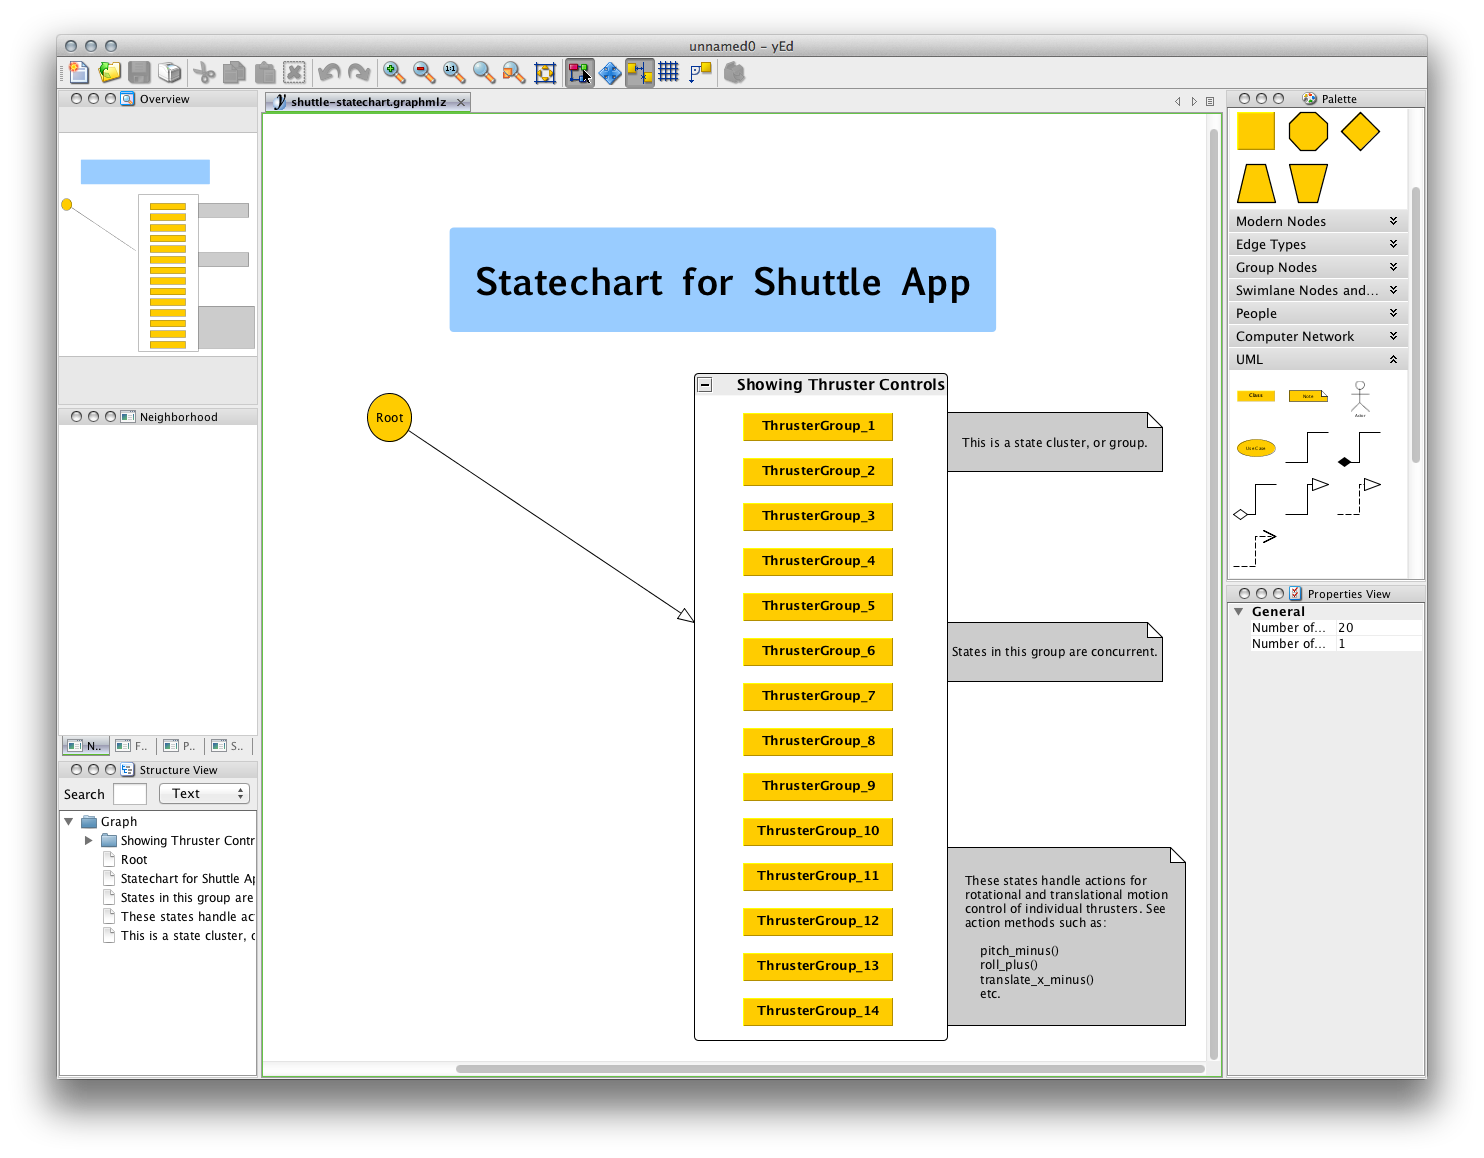 unnamed0 - yEd
1:1
Overview
shuttle-statechart.graphmlz
Palette
Statechart for Shuttle App
Root
Showing Thruster Controls
ThrusterGroup_1
ThrusterGroup_2
ThrusterGroup_3
ThrusterGroup_4
ThrusterGroup_5
ThrusterGroup_6
ThrusterGroup_7
ThrusterGroup_8
ThrusterGroup_9
ThrusterGroup_10
ThrusterGroup_11
ThrusterGroup_12
ThrusterGroup_13
ThrusterGroup_14
This is a state cluster, or group.
States in this group are concurrent.
These states handle actions for
rotational and translational motion
control of individual thrusters. See
action methods such as:
pitch_minus()
roll_plus()
translate_x_minus()
etc.
Neighborhood
N..
F..
P..
S..
Structure View
Search
Text
Graph
Showing Thruster Contr
Root
Statechart for Shuttle Ap
States in this group are
These states handle ac
This is a state cluster, c
Modern Nodes
Edge Types
Group Nodes
Swimlane Nodes and...
People
Computer Network
UML
Class
Note
Actor
Use Case
Properties View
General
Number of... 20
Number of... 1